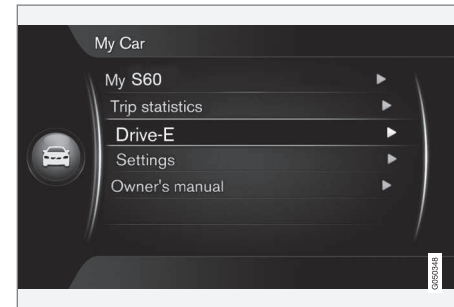 My Car
My S60
Trip statistics
Drive-E
Settings
Owner's manual
G050348